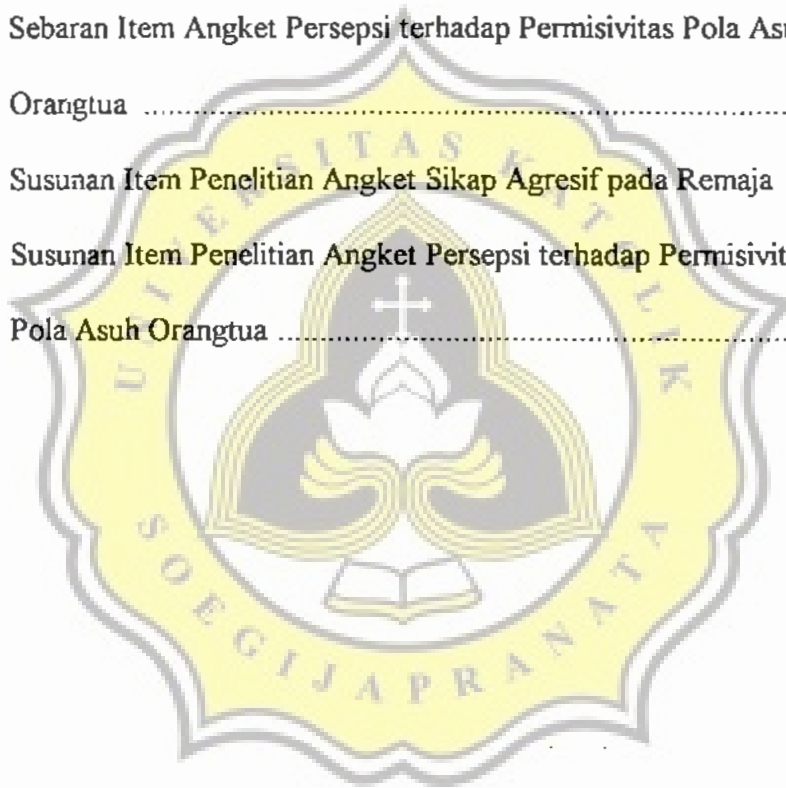 Sebaran Item Angket Persepsi terhadap Permisivitas Pola Asu
Orangtua ................................................
Susunan Item Penelitian Angket Sikap Agresif pada Remaja
Susunan Item Penelitian Angket Persepsi terhadap Permisivit
Pola Asuh Orangtua ................................................
UNIVERSITAS KATOLIK
SOEGIJAPRANATA